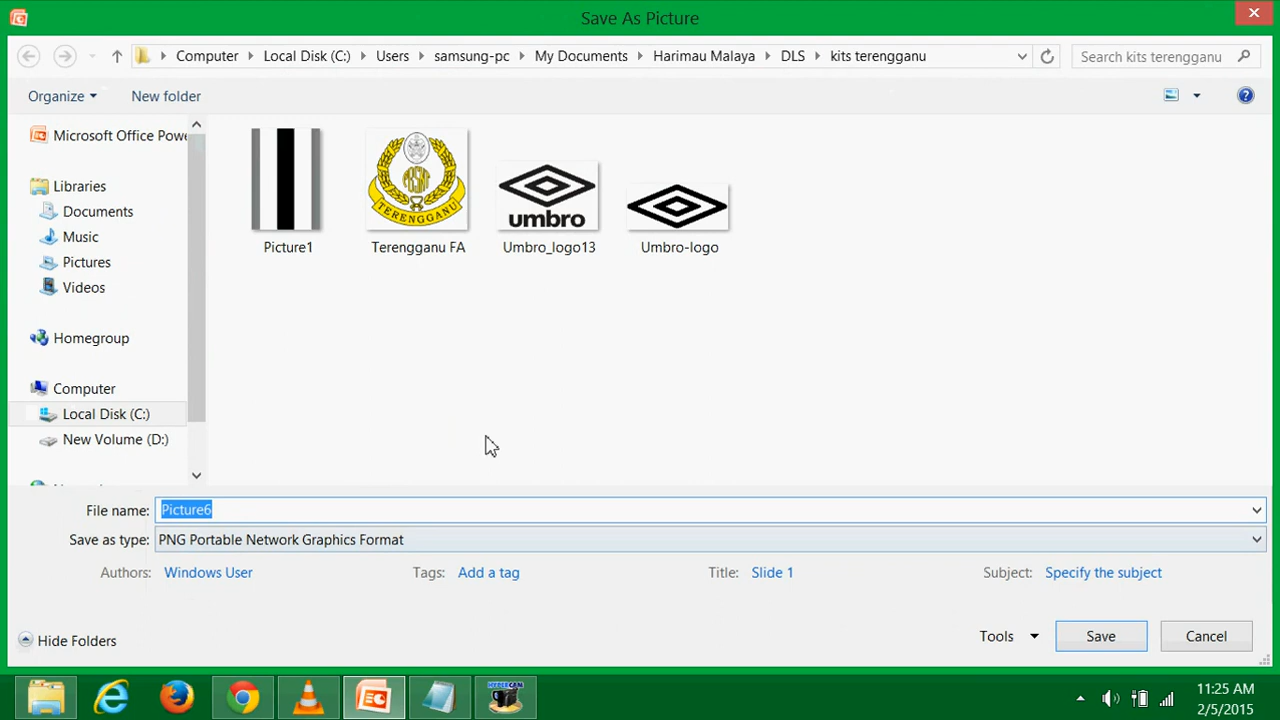 Save As Picture
Computer Local Disk (C:) Users samsung-pc My Documents Harimau Malaya DLS kits terengganu
Search kits terengganu
Organize
New folder
Microsoft Office Powe
Libraries
Documents
Music
Pictures
Videos
Homegroup
Computer
Local Disk (C:)
New Volume (D:)
TERENGGANU
umbro
Picture1
Terengganu FA
Umbro_logo13
Umbro-logo
File name: Picture6
Save as type: PNG Portable Network Graphics Format
Authors: Windows User
Tags: Add a tag
Title: Slide 1
Subject: Specify the subject
Hide Folders
Tools
Save
Cancel
11:25 AM
2/5/2015